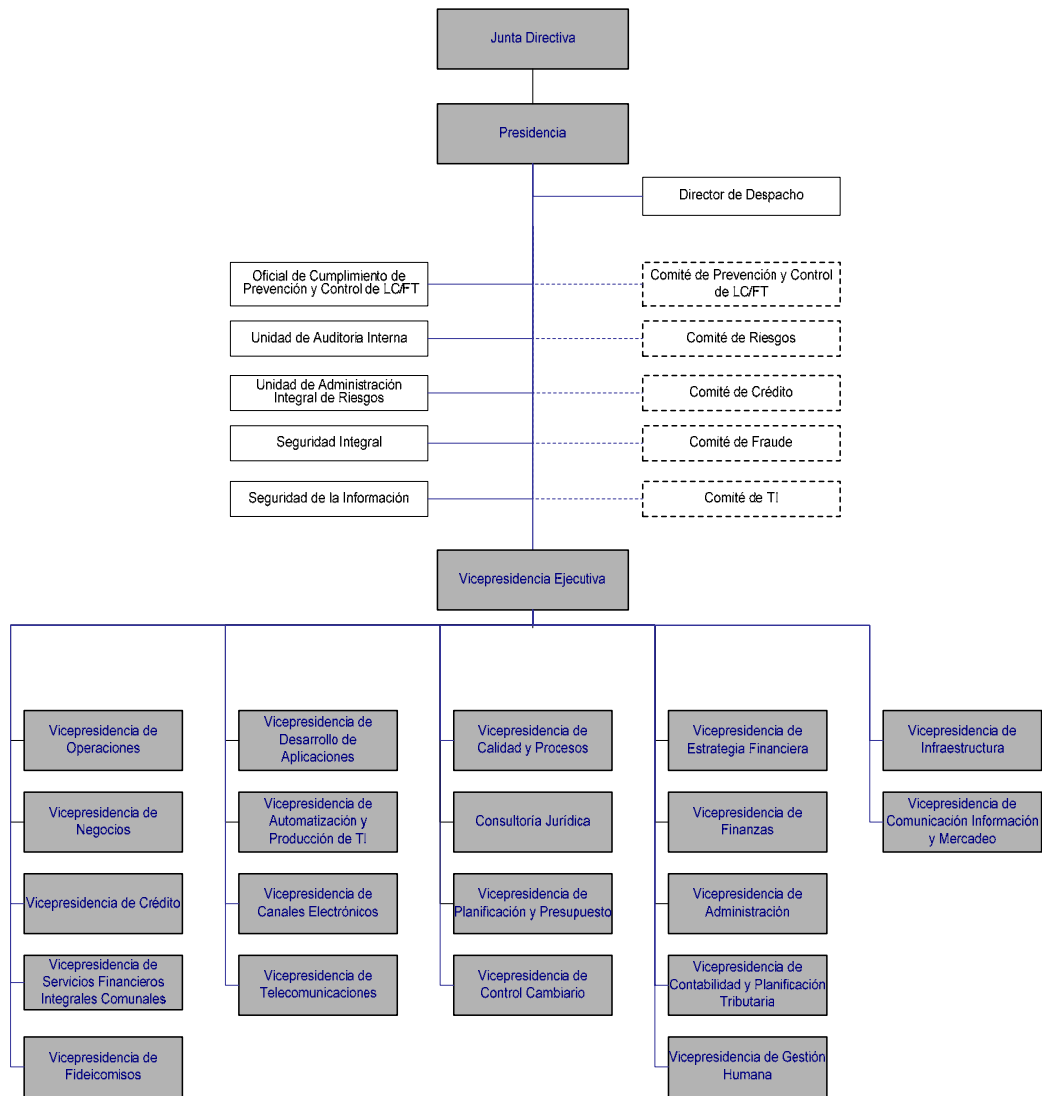 Junta Directiva
Presidencia
Director de Despacho
Oficial de Cumplimiento de
Prevención y Control de LC/FT
Comité de Prevención y Control
de LC/FT
Unidad de Auditoria Interna
Comité de Riesgos
Unidad de Administración
Integral de Riesgos
Comité de Crédito
Seguridad Integral
Comité de Fraude
Seguridad de la Información
Comité de TI
Vicepresidencia Ejecutiva
Vicepresidencia de
Operaciones
Vicepresidencia de
Desarrollo de
Aplicaciones
Vicepresidencia de
Calidad y Procesos
Vicepresidencia de
Estrategia Financiera
Vicepresidencia de
Infraestructura
Vicepresidencia de
Negocios
Vicepresidencia de
Automatización y
Producción de TI
Consultoría Jurídica
Vicepresidencia de
Finanzas
Vicepresidencia de
Comunicación Información
y Mercadeo
Vicepresidencia de Crédito
Vicepresidencia de
Canales Electrónicos
Vicepresidencia de
Planificación y Presupuesto
Vicepresidencia de
Administración
Vicepresidencia de
Servicios Financieros
Integrales Comunales
Vicepresidencia de
Telecomunicaciones
Vicepresidencia de
Control Cambiario
Vicepresidencia de
Contabilidad y Planificación
Tributaria
Vicepresidencia de
Fideicomisos
Vicepresidencia de Gestión
Humana